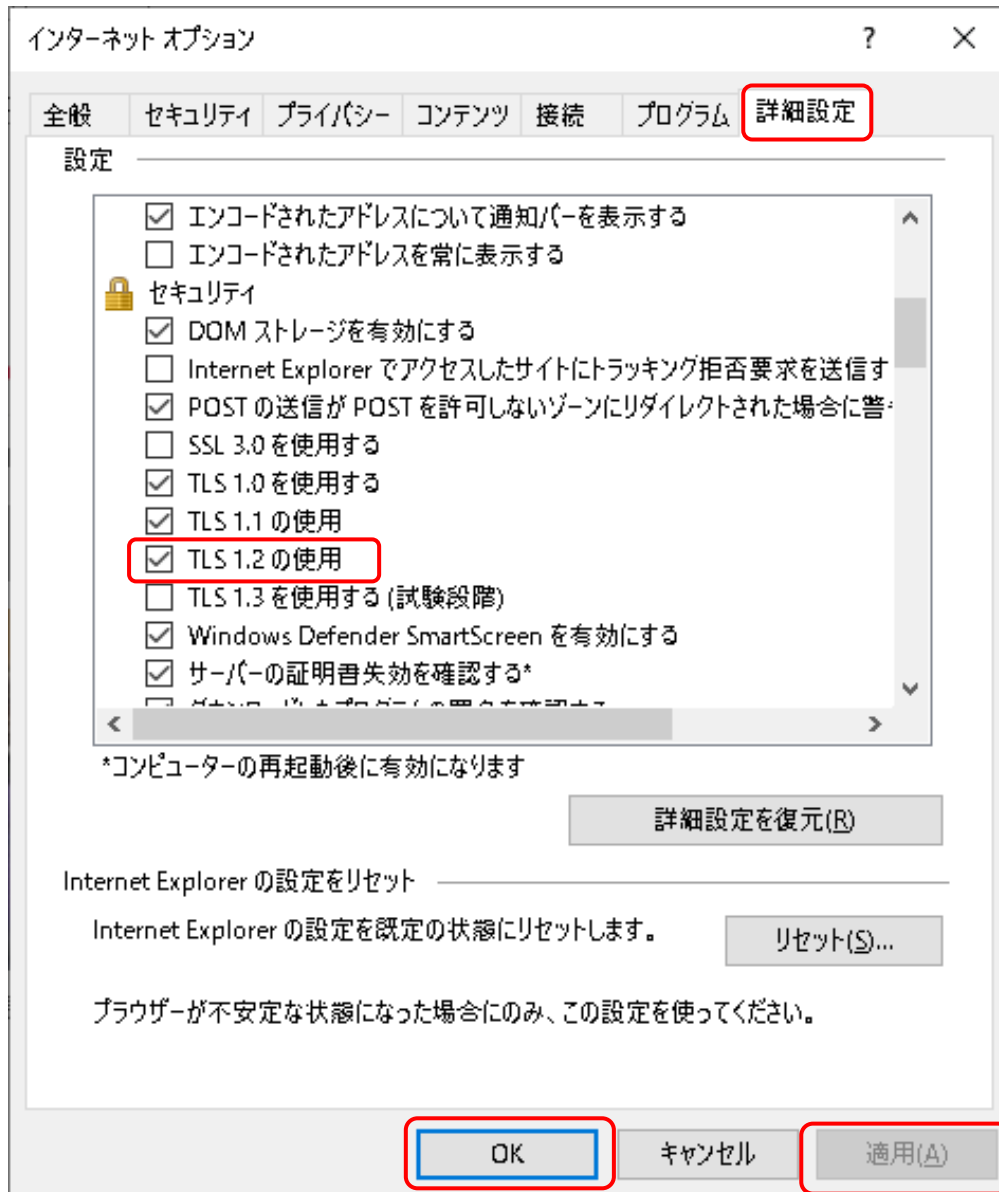 インターネット オプション ?
全般 セキュリティ プライバシー コンテンツ 接続 プログラム 詳細設定
設定
エンコードされたアドレスについて通知バーを表示する
エンコードされたアドレスを常に表示する
セキュリティ
DOM ストレージを有効にする
Internet Explorer でアクセスしたサイトにトラッキング拒否要求を送信す
POST の送信が POST を許可しないゾーンにリダイレクトされた場合に警
SSL 3.0 を使用する
TLS 1.0 を使用する
TLS 1.1 の使用
TLS 1.2 の使用
TLS 1.3 を使用する (試験段階)
Windows Defender SmartScreen を有効にする
サーバーの証明書失効を確認する*
*コンピューターの再起動後に有効になります
詳細設定を復元(R)
Internet Explorer の設定をリセット
Internet Explorer の設定を既定の状態にリセットします。
リセット(S)...
ブラウザーが不安定な状態になった場合にのみ、この設定を使ってください。
OK キャンセル 適用(A)